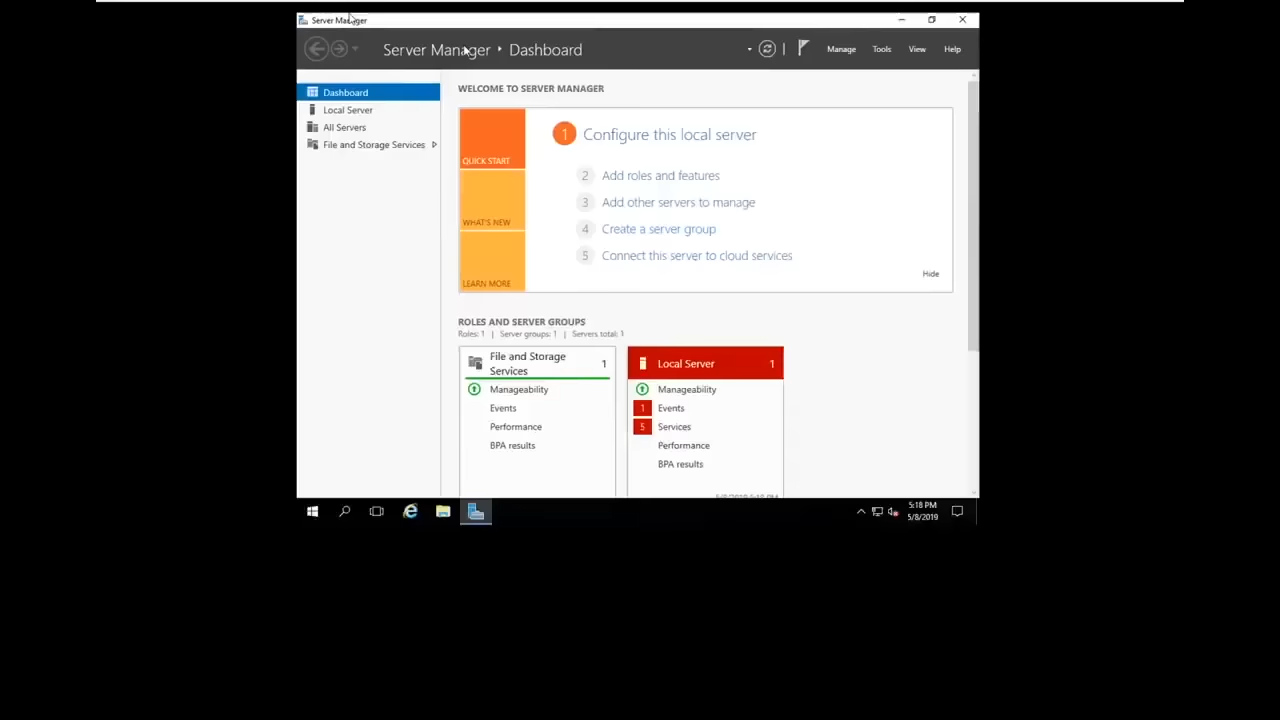 Server Manager
Server Manager • Dashboard
Manage Tools View Help
Dashboard
Local Server
All Servers
File and Storage Services
WELCOME TO SERVER MANAGER
QUICK START
WHAT'S NEW
LEARN MORE
1 Configure this local server
2 Add roles and features
3 Add other servers to manage
4 Create a server group
5 Connect this server to cloud services
Hide
ROLES AND SERVER GROUPS
Roles: 1 | Server groups: 1 | Servers total: 1
File and Storage Services 1
Manageability
Events
Performance
BPA results
Local Server 1
Manageability
1 Events
5 Services
Performance
BPA results
5:18 PM
5/8/2019